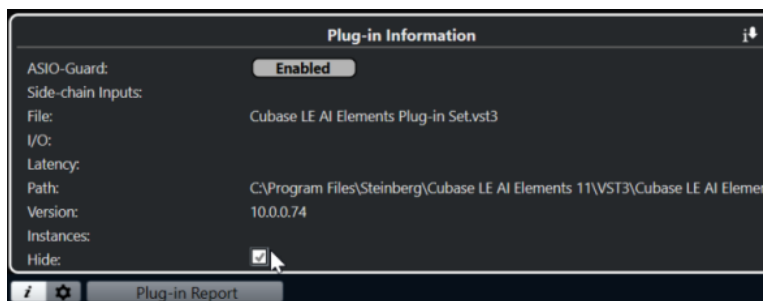 Plug-in Information
ASIO-Guard: Enabled
Side-chain Inputs:
File: Cubase LE AI Elements Plug-in Set.vst3
I/O:
Latency:
Path: C:\Program Files\Steinberg\Cubase LE AI Elements 11\VST3\Cubase LE AI Elemen
Version: 10.0.0.74
Instances:
Hide:
i Plug-in Report